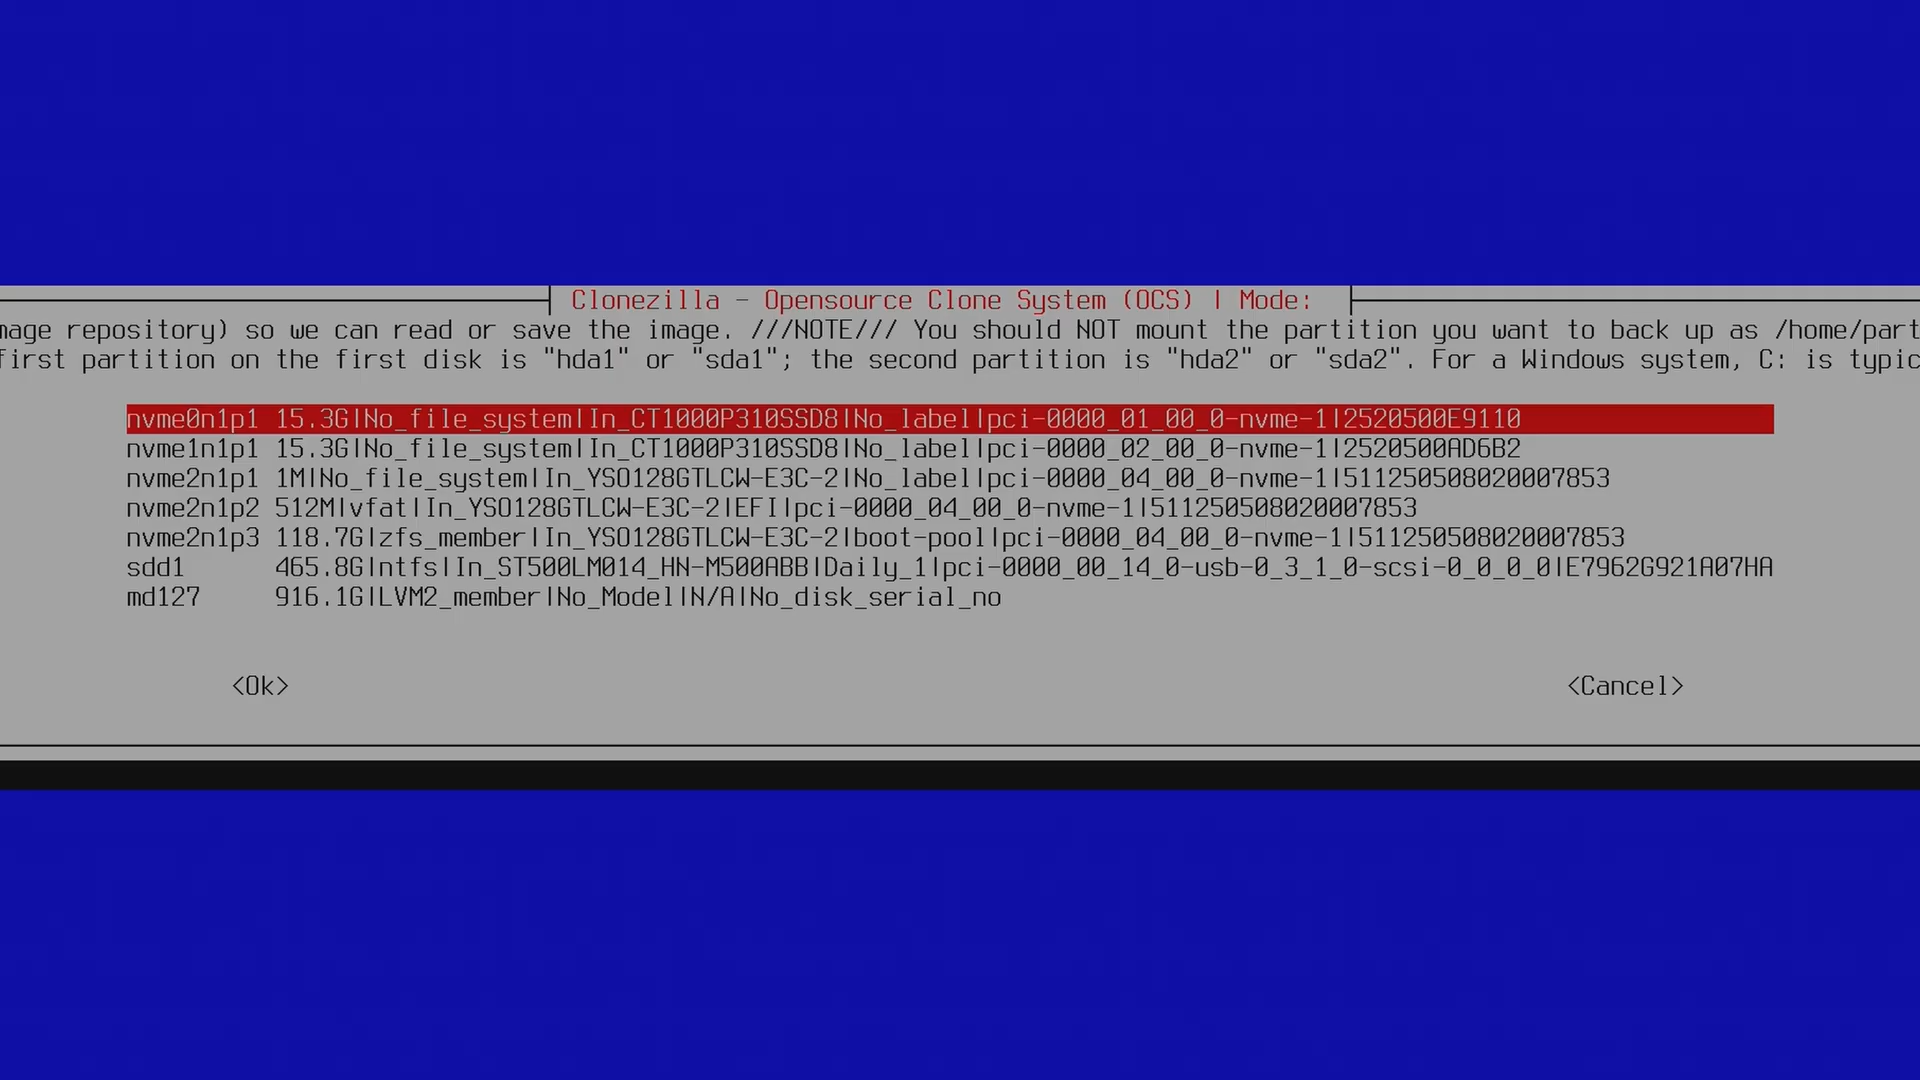 Clonezilla - Opensource Clone System (OCS) | Mode:
mage repository) so we can read or save the image. ///NOTE/// You should NOT mount the partition you want to back up as /home/part
first partition on the first disk is "hda1" or "sda1"; the second partition is "hda2" or "sda2". For a Windows system, C: is typic
nvme0n1p1 15.3G|No_file_system|In_CT1000P310SSD8|No_label|pci-0000_01_00_0-nvme-1|2520500E9110
nvme1n1p1 15.3G|No_file_system|In_CT1000P310SSD8|No_label|pci-0000_02_00_0-nvme-1|2520500AD6B2
nvme2n1p1 1M|No_file_system|In_YSO128GTLCW-E3C-2|No_label|pci-0000_04_00_0-nvme-1|511250508020007853
nvme2n1p2 512M|vfat|In_YSO128GTLCW-E3C-2|EFI|pci-0000_04_00_0-nvme-1|511250508020007853
nvme2n1p3 118.7G|zfs_member|In_YSO128GTLCW-E3C-2|boot-pool|pci-0000_04_00_0-nvme-1|511250508020007853
sdd1 465.8G|ntfs|In_ST500LM014_HN-M500ABB|Daily_1|pci-0000_00_14_0-usb-0_3_1_0-scsi-0_0_0_0|E7962G921A07HA
md127 916.1G|LVM2_member|No_Model|N/A|No_disk_serial_no
<Ok> <Cancel>